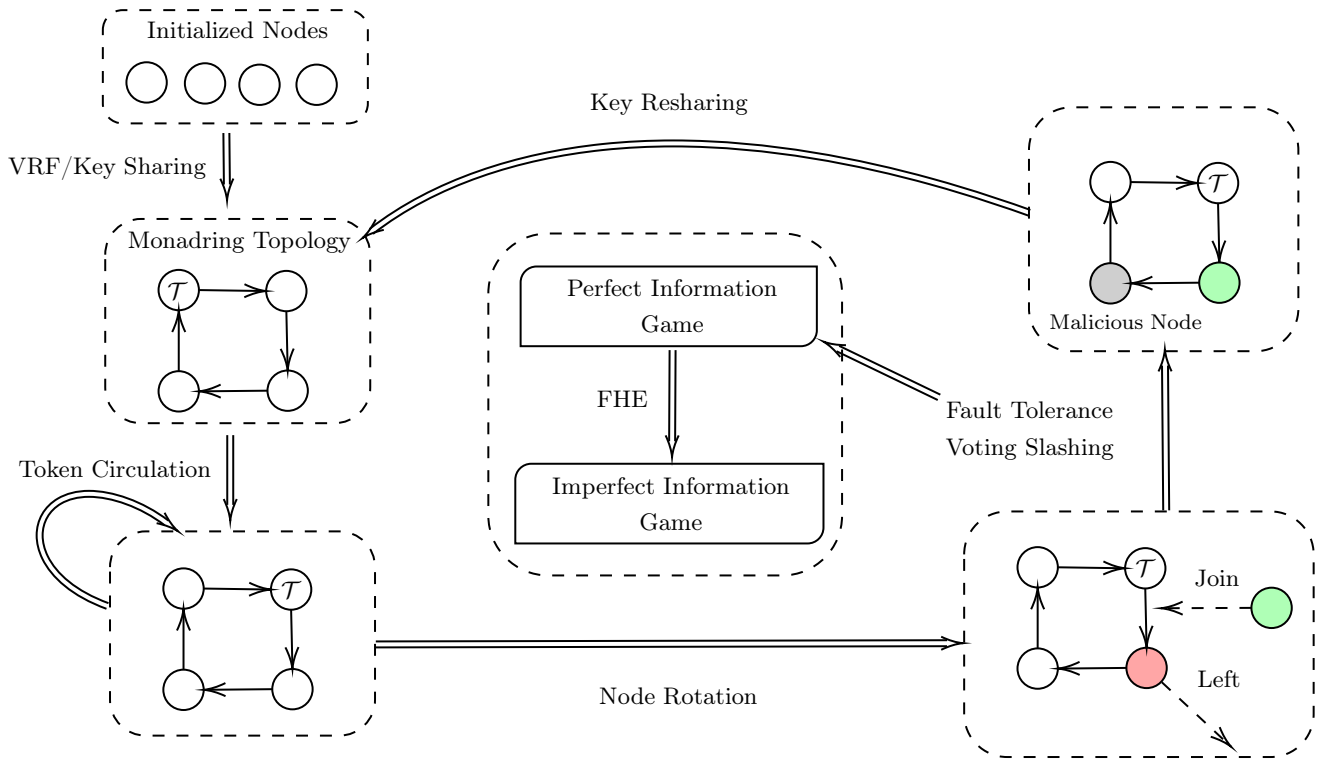 Initialized Nodes
VRF/Key Sharing
Key Resharing
Monadring Topology
𝒯
𝒯
Malicious Node
Perfect Information
Game
FHE
Imperfect Information
Game
Fault Tolerance
Voting Slashing
Token Circulation
𝒯
Node Rotation
𝒯
Join
Left